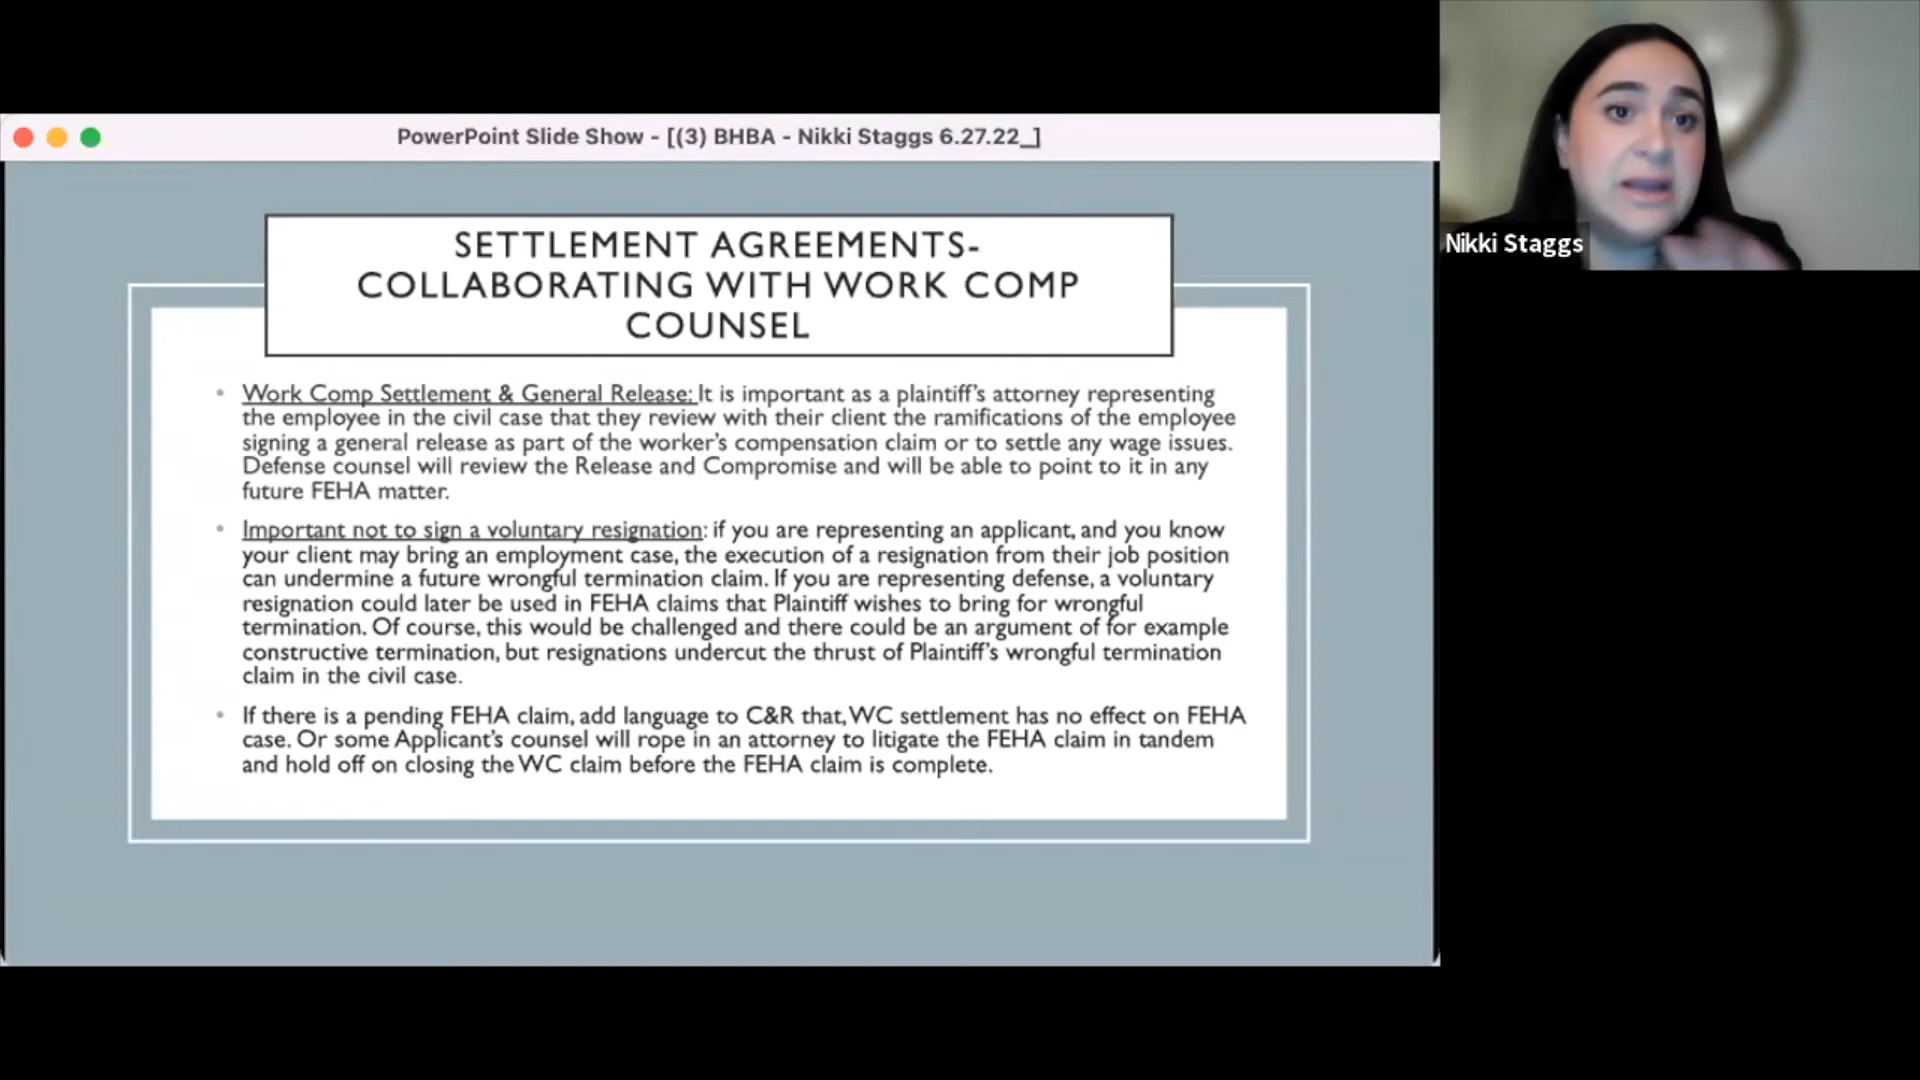 PowerPoint Slide Show - [(3) BHBA - Nikki Staggs 6.27.22_]
SETTLEMENT AGREEMENTS-
COLLABORATING WITH WORK COMP
COUNSEL
• Work Comp Settlement & General Release: It is important as a plaintiff's attorney representing
the employee in the civil case that they review with their client the ramifications of the employee
signing a general release as part of the worker's compensation claim or to settle any wage issues.
Defense counsel will review the Release and Compromise and will be able to point to it in any
future FEHA matter.
• Important not to sign a voluntary resignation: if you are representing an applicant, and you know
your client may bring an employment case, the execution of a resignation from their job position
can undermine a future wrongful termination claim. If you are representing defense, a voluntary
resignation could later be used in FEHA claims that Plaintiff wishes to bring for wrongful
termination. Of course, this would be challenged and there could be an argument of for example
constructive termination, but resignations undercut the thrust of Plaintiff's wrongful termination
claim in the civil case.
• If there is a pending FEHA claim, add language to C&R that, WC settlement has no effect on FEHA
case. Or some Applicant's counsel will rope in an attorney to litigate the FEHA claim in tandem
and hold off on closing the WC claim before the FEHA claim is complete.
Nikki Staggs